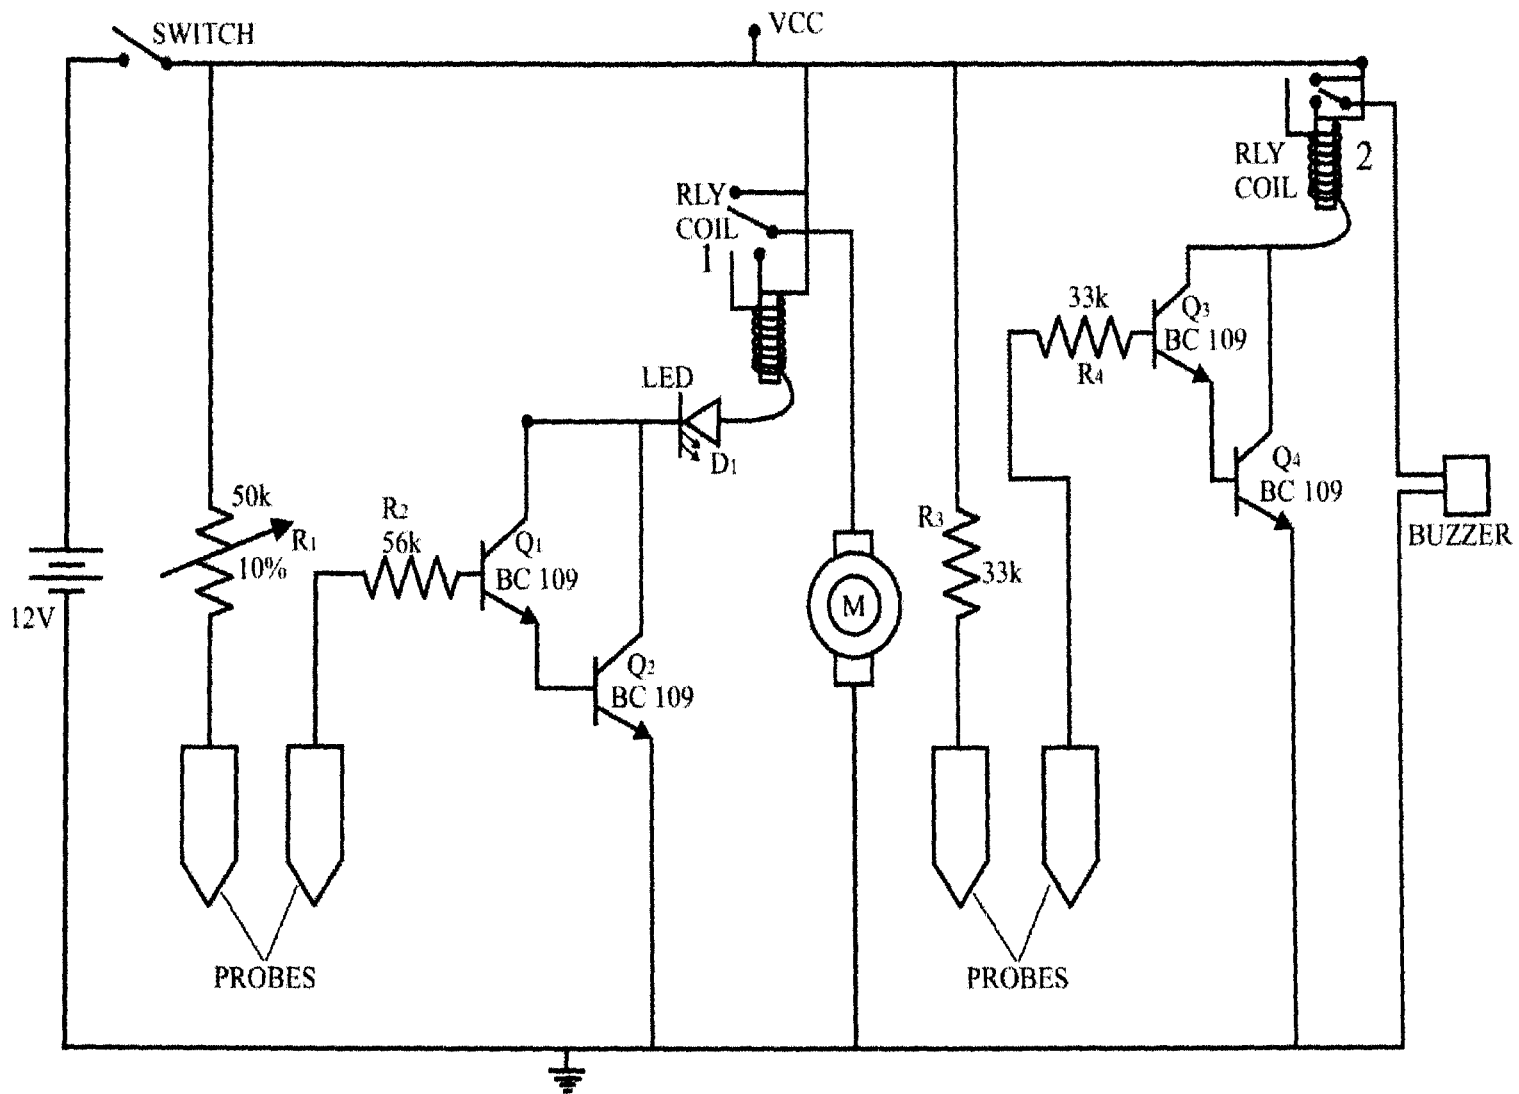 SWITCH
VCC
RLY
COIL
1
RLY
COIL
2
33k
R4
Q3
BC 109
LED
D1
Q4
BC 109
BUZZER
50k
R1
10%
R2
56k
Q1
BC 109
R3
33k
12V
M
Q2
BC 109
PROBES
PROBES